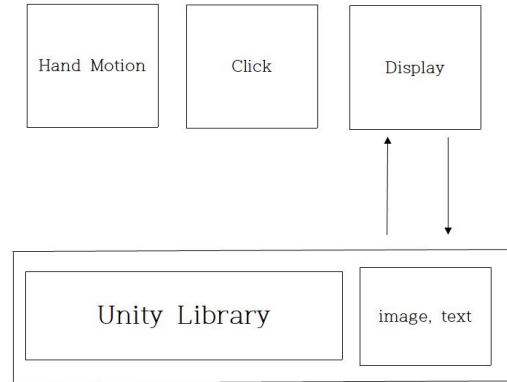 Hand Motion
Click
Display
Unity Library
image, text